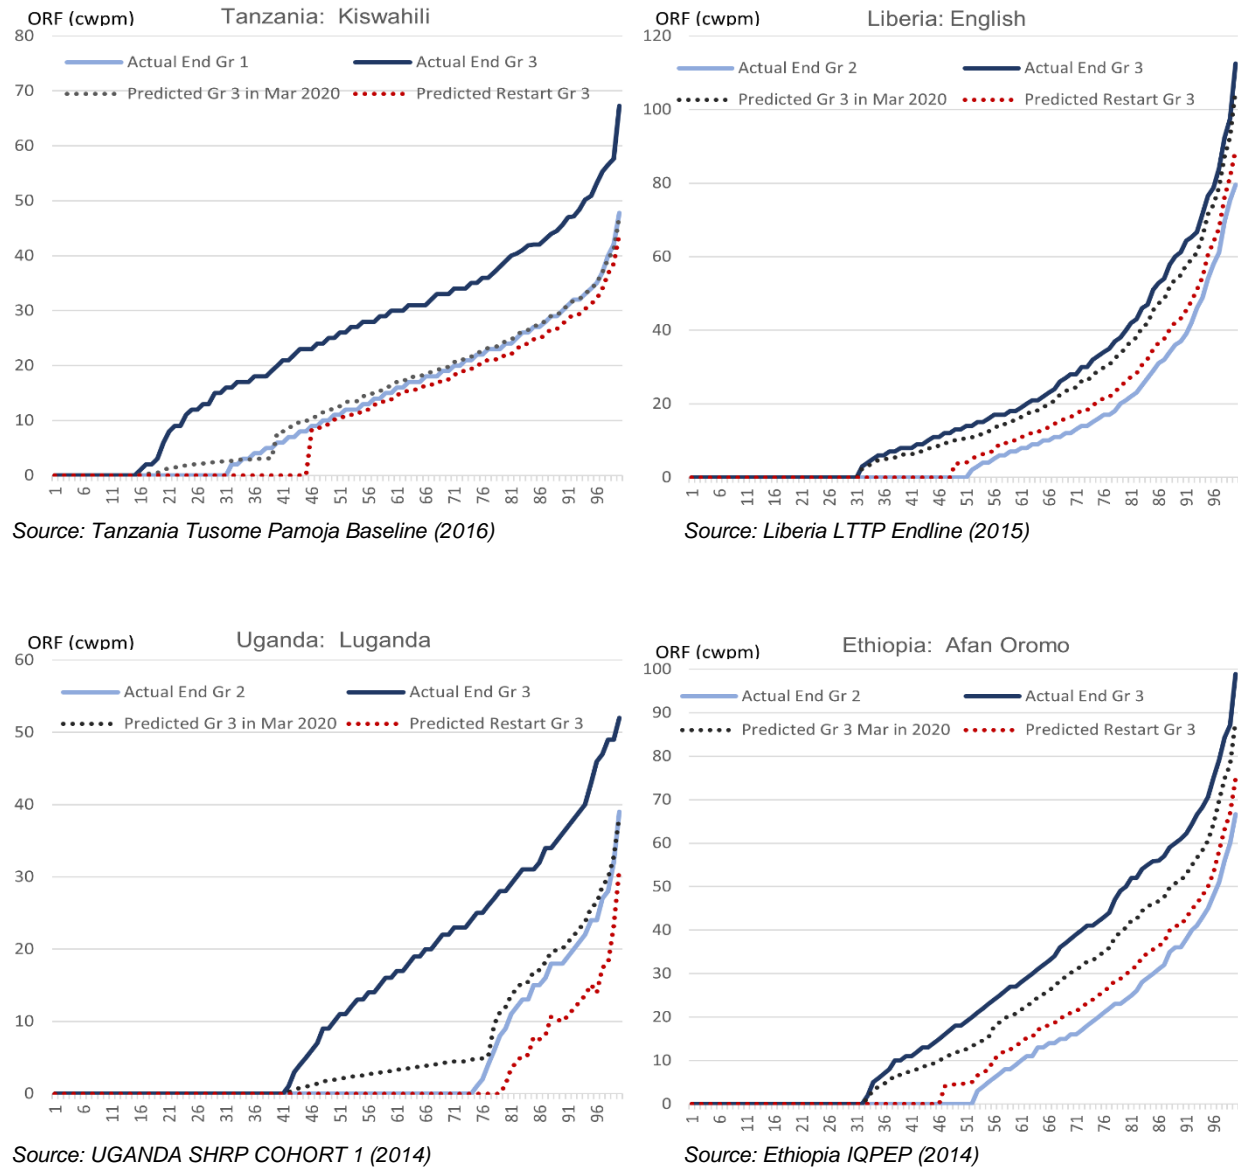 ORF (cwpm)
Tanzania: Kiswahili
80
70
60
50
40
30
20
10
0
Actual End Gr 1
Actual End Gr 3
Predicted Gr 3 in Mar 2020
Predicted Restart Gr 3
1 6 11 16 21 26 31 36 41 46 51 56 61 66 71 76 81 86 91 96
Source: Tanzania Tusome Pamoja Baseline (2016)
ORF (cwpm)
Liberia: English
120
100
80
60
40
20
0
Actual End Gr 2
Actual End Gr 3
Predicted Gr 3 in Mar 2020
Predicted Restart Gr 3
1 6 11 16 21 26 31 36 41 46 51 56 61 66 71 76 81 86 91 96
Source: Liberia LTTP Endline (2015)
ORF (cwpm)
Uganda: Luganda
60
50
40
30
20
10
0
Actual End Gr 2
Actual End Gr 3
Predicted Gr 3 in Mar 2020
Predicted Restart Gr 3
1 6 11 16 21 26 31 36 41 46 51 56 61 66 71 76 81 86 91 96
Source: UGANDA SHRP COHORT 1 (2014)
ORF (cwpm)
Ethiopia: Afan Oromo
100
90
80
70
60
50
40
30
20
10
0
Actual End Gr 2
Actual End Gr 3
Predicted Gr 3 Mar in 2020
Predicted Restart Gr 3
1 6 11 16 21 26 31 36 41 46 51 56 61 66 71 76 81 86 91 96
Source: Ethiopia IQPEP (2014)